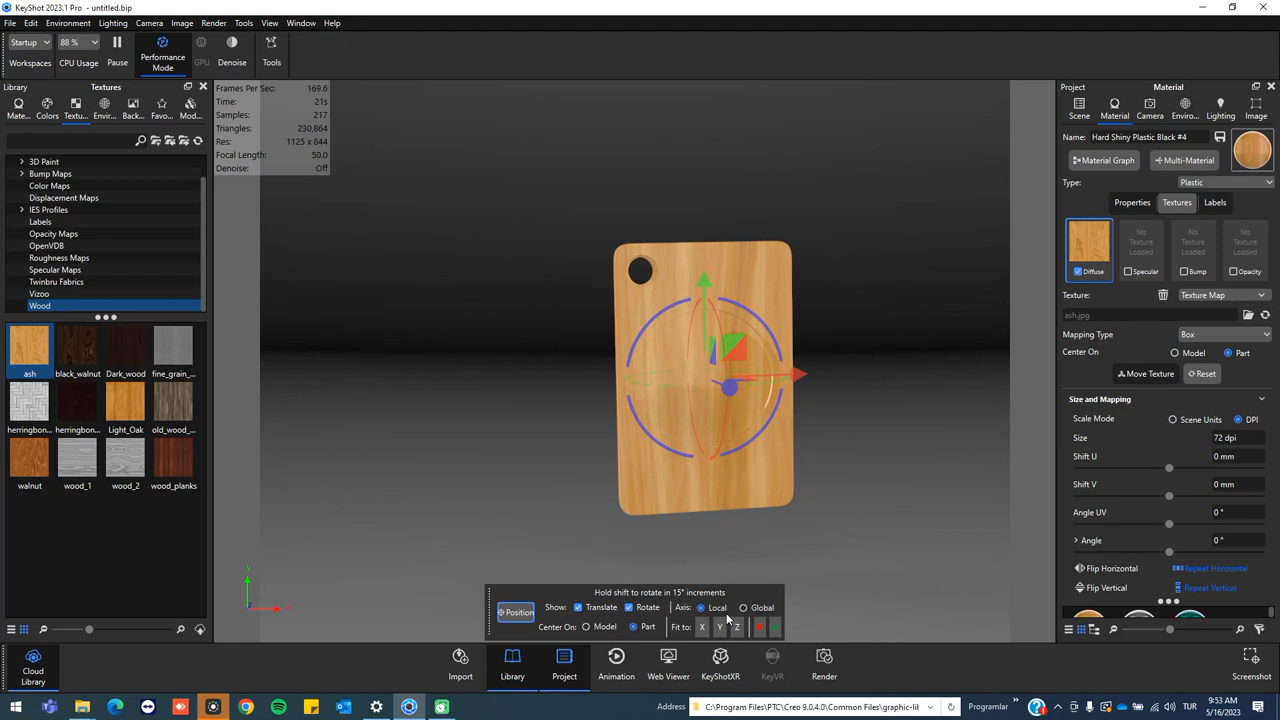 KeyShot 2023.1 Pro - untitled.bip
File Edit Environment Lighting Camera Image Render Tools View Window Help
Startup 88 %
Workspaces CPU Usage Pause Performance Mode GPU Denoise Tools
Library Textures
Mate... Colors Textu... Envir... Back... Favo... Mod...
3D Paint
Bump Maps
Color Maps
Displacement Maps
IES Profiles
Labels
Opacity Maps
OpenVDB
Roughness Maps
Specular Maps
Twinbru Fabrics
Vizoo
Wood
ash black_walnut Dark_wood fine_grain_...
herringbon... herringbon... Light_Oak old_wood_...
walnut wood_1 wood_2 wood_planks
Frames Per Sec: 169.6
Time: 21s
Samples: 217
Triangles: 230,864
Res: 1125 x 844
Focal Length: 50.0
Denoise: Off
Y
X
Hold shift to rotate in 15° increments
Position Show: Translate Rotate Axis: Local Global
Center On: Model Part Fit to: X Y Z
Project Material
Scene Material Camera Enviro... Lighting Image
Name: Hard Shiny Plastic Black #4
Material Graph Multi-Material
Type: Plastic
Properties Textures Labels
No Texture Loaded No Texture Loaded No Texture Loaded
Diffuse Specular Bump Opacity
Texture: Texture Map
ash.jpg
Mapping Type Box
Center On Model Part
Move Texture Reset
Size and Mapping
Scale Mode Scene Units DPI
Size 72 dpi
Shift U 0 mm
Shift V 0 mm
Angle UV 0 °
Angle 0 °
Flip Horizontal Repeat Horizontal
Flip Vertical Repeat Vertical
Cloud Library Import Library Project Animation Web Viewer KeyShotXR KeyVR Render Screenshot
Address C:\Program Files\PTC\Creo 9.0.4.0\Common Files\graphic-lib Programlar TUR 9:53 AM
5/16/2023